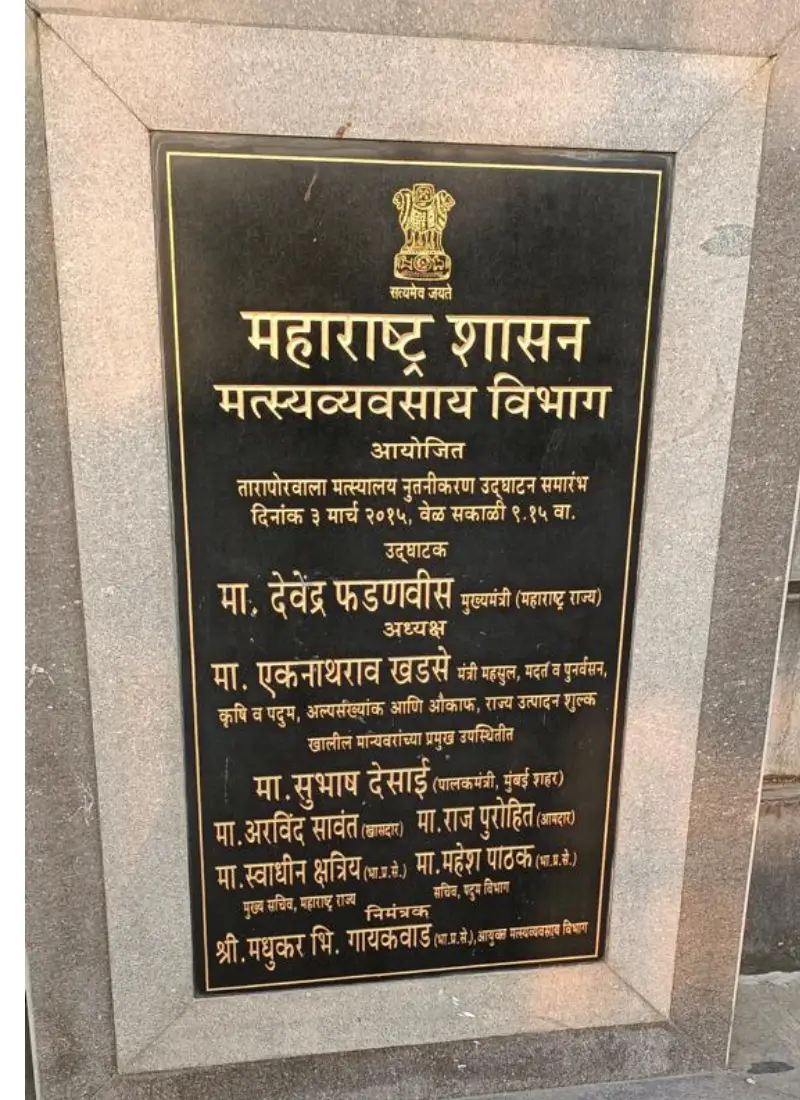 सत्यमेव जयते
महाराष्ट्र शासन
मत्स्यव्यवसाय विभाग
आयोजित
तारापोरवाला मत्स्यालय नुतनीकरण उद्‌घाटन समारंभ
दिनांक ३ मार्च २०१५, वेळ सकाळी ९.१५ वा.
उद्‌घाटक
मा. देवेंद्र फडणवीस मुख्यमंत्री (महाराष्ट्र राज्य)
अध्यक्ष
मा. एकनाथराव खडसे मंत्री महसुल, मदत व पुनर्वसन,
कृषि व पदुम, अल्पसंख्यांक आणि औकाफ, राज्य उत्पादन शुल्क
खालील मान्यवरांच्या प्रमुख उपस्थितीत
मा.सुभाष देसाई (पालकमंत्री, मुंबई शहर)
मा.अरविंद सावंत (खासदार) मा.राज पुरोहित (आमदार)
मा.स्वाधीन क्षत्रिय (भा.प्र.से.) मा.महेश पाठक (भा.प्र.से.)
मुख्य सचिव, महाराष्ट्र राज्य सचिव, पदुम विभाग
निमंत्रक
श्री.मधुकर भि. गायकवाड (भा.प्र.से.), आयुक्त मत्स्यव्यवसाय विभाग